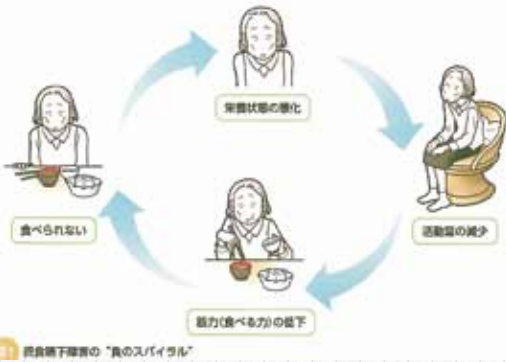 栄養状態の悪化
食べられない
活動量の減少
筋力(食べる力)の低下
図1 摂食嚥下障害の“負のスパイラル”